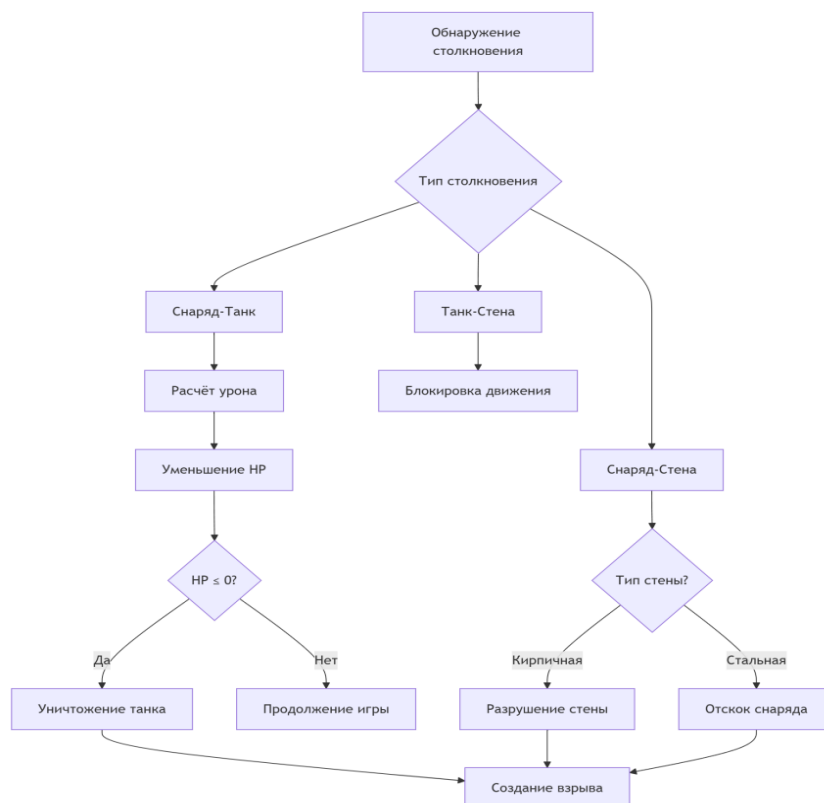 Обнаружение
столкновения
Тип столкновения
Снаряд-Танк
Танк-Стена
Расчёт урона
Блокировка движения
Уменьшение HP
Снаряд-Стена
HP ≤ 0?
Тип стены?
Да
Нет
Кирпичная
Стальная
Уничтожение танка
Продолжение игры
Разрушение стены
Отскок снаряда
Создание взрыва